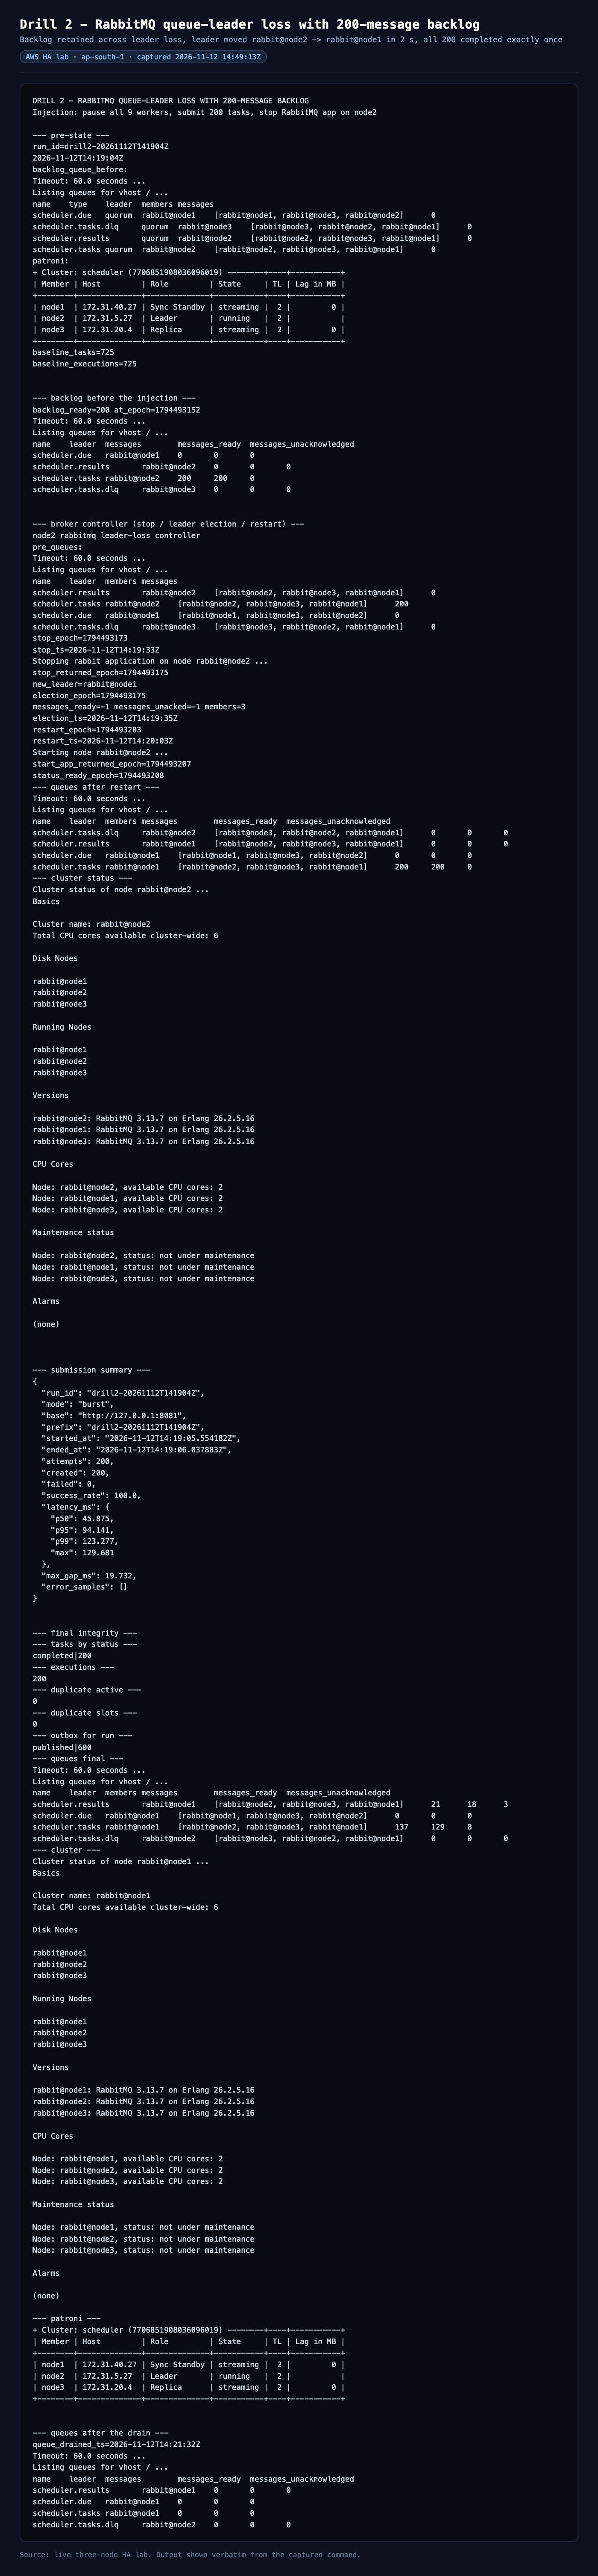 Drill 2 – RabbitMQ queue-leader loss with 200-message backlog
Backlog retained across leader loss, leader moved rabbit@node2 -> rabbit@node1 in 2 s, all 200 completed exactly once
AWS HA lab · ap-south-1 · captured 2026-11-12 14:49:13Z
DRILL 2 - RABBITMQ QUEUE-LEADER LOSS WITH 200-MESSAGE BACKLOG
Injection: pause all 9 workers, submit 200 tasks, stop RabbitMQ app on node2
--- pre-state ---
run_id=drill2-20261112T141904Z
2026-11-12T14:19:04Z
backlog_queue_before:
Timeout: 60.0 seconds ...
Listing queues for vhost / ...
name type leader members messages
scheduler.due quorum rabbit@node1 [rabbit@node1, rabbit@node3, rabbit@node2] 0
scheduler.tasks.dlq quorum rabbit@node3 [rabbit@node3, rabbit@node2, rabbit@node1] 0
scheduler.results quorum rabbit@node2 [rabbit@node2, rabbit@node3, rabbit@node1] 0
scheduler.tasks quorum rabbit@node2 [rabbit@node2, rabbit@node3, rabbit@node1] 0
patroni:
+ Cluster: scheduler (7706851908036096019) --------+----+-----------+
| Member | Host | Role | State | TL | Lag in MB |
+--------+--------------+--------------+-----------+----+-----------+
| node1 | 172.31.40.27 | Sync Standby | streaming | 2 | 0 |
| node2 | 172.31.5.27 | Leader | running | 2 | |
| node3 | 172.31.20.4 | Replica | streaming | 2 | 0 |
+--------+--------------+--------------+-----------+----+-----------+
baseline_tasks=725
baseline_executions=725
--- backlog before the injection ---
backlog_ready=200 at_epoch=1794493152
Timeout: 60.0 seconds ...
Listing queues for vhost / ...
name leader messages messages_ready messages_unacknowledged
scheduler.due rabbit@node1 0 0 0
scheduler.results rabbit@node2 0 0 0
scheduler.tasks rabbit@node2 200 200 0
scheduler.tasks.dlq rabbit@node3 0 0 0
--- broker controller (stop / leader election / restart) ---
node2 rabbitmq leader-loss controller
pre_queues:
Timeout: 60.0 seconds ...
Listing queues for vhost / ...
name leader members messages
scheduler.results rabbit@node2 [rabbit@node2, rabbit@node3, rabbit@node1] 0
scheduler.tasks rabbit@node2 [rabbit@node2, rabbit@node3, rabbit@node1] 200
scheduler.due rabbit@node1 [rabbit@node1, rabbit@node3, rabbit@node2] 0
scheduler.tasks.dlq rabbit@node3 [rabbit@node3, rabbit@node2, rabbit@node1] 0
stop_epoch=1794493173
stop_ts=2026-11-12T14:19:33Z
Stopping rabbit application on node rabbit@node2 ...
stop_returned_epoch=1794493175
new_leader=rabbit@node1
election_epoch=1794493175
messages_ready=-1 messages_unacked=-1 members=3
election_ts=2026-11-12T14:19:35Z
restart_epoch=1794493203
restart_ts=2026-11-12T14:20:03Z
Starting node rabbit@node2 ...
start_app_returned_epoch=1794493207
status_ready_epoch=1794493208
--- queues after restart ---
Timeout: 60.0 seconds ...
Listing queues for vhost / ...
name leader members messages messages_ready messages_unacknowledged
scheduler.tasks.dlq rabbit@node2 [rabbit@node3, rabbit@node2, rabbit@node1] 0 0 0
scheduler.results rabbit@node1 [rabbit@node2, rabbit@node3, rabbit@node1] 0 0 0
scheduler.due rabbit@node1 [rabbit@node1, rabbit@node3, rabbit@node2] 0 0 0
scheduler.tasks rabbit@node1 [rabbit@node2, rabbit@node3, rabbit@node1] 200 200 0
--- cluster status ---
Cluster status of node rabbit@node2 ...
Basics
Cluster name: rabbit@node2
Total CPU cores available cluster-wide: 6
Disk Nodes
rabbit@node1
rabbit@node2
rabbit@node3
Running Nodes
rabbit@node1
rabbit@node2
rabbit@node3
Versions
rabbit@node2: RabbitMQ 3.13.7 on Erlang 26.2.5.16
rabbit@node1: RabbitMQ 3.13.7 on Erlang 26.2.5.16
rabbit@node3: RabbitMQ 3.13.7 on Erlang 26.2.5.16
CPU Cores
Node: rabbit@node2, available CPU cores: 2
Node: rabbit@node1, available CPU cores: 2
Node: rabbit@node3, available CPU cores: 2
Maintenance status
Node: rabbit@node2, status: not under maintenance
Node: rabbit@node1, status: not under maintenance
Node: rabbit@node3, status: not under maintenance
Alarms
(none)
--- submission summary ---
{
"run_id": "drill2-20261112T141904Z",
"mode": "burst",
"base": "http://127.0.0.1:8081",
"prefix": "drill2-20261112T141904Z",
"started_at": "2026-11-12T14:19:05.554182Z",
"ended_at": "2026-11-12T14:19:06.037883Z",
"attempts": 200,
"created": 200,
"failed": 0,
"success_rate": 100.0,
"latency_ms": {
"p50": 45.875,
"p95": 94.141,
"p99": 123.277,
"max": 129.681
},
"max_gap_ms": 19.732,
"error_samples": []
}
--- final integrity ---
--- tasks by status ---
completed|200
--- executions ---
200
--- duplicate active ---
0
--- duplicate slots ---
0
--- outbox for run ---
published|600
--- queues final ---
Timeout: 60.0 seconds ...
Listing queues for vhost / ...
name leader members messages messages_ready messages_unacknowledged
scheduler.results rabbit@node1 [rabbit@node2, rabbit@node3, rabbit@node1] 21 18 3
scheduler.due rabbit@node1 [rabbit@node1, rabbit@node3, rabbit@node2] 0 0 0
scheduler.tasks rabbit@node1 [rabbit@node2, rabbit@node3, rabbit@node1] 137 129 8
scheduler.tasks.dlq rabbit@node2 [rabbit@node3, rabbit@node2, rabbit@node1] 0 0 0
--- cluster ---
Cluster status of node rabbit@node1 ...
Basics
Cluster name: rabbit@node1
Total CPU cores available cluster-wide: 6
Disk Nodes
rabbit@node1
rabbit@node2
rabbit@node3
Running Nodes
rabbit@node1
rabbit@node2
rabbit@node3
Versions
rabbit@node1: RabbitMQ 3.13.7 on Erlang 26.2.5.16
rabbit@node2: RabbitMQ 3.13.7 on Erlang 26.2.5.16
rabbit@node3: RabbitMQ 3.13.7 on Erlang 26.2.5.16
CPU Cores
Node: rabbit@node1, available CPU cores: 2
Node: rabbit@node2, available CPU cores: 2
Node: rabbit@node3, available CPU cores: 2
Maintenance status
Node: rabbit@node1, status: not under maintenance
Node: rabbit@node2, status: not under maintenance
Node: rabbit@node3, status: not under maintenance
Alarms
(none)
--- patroni ---
+ Cluster: scheduler (7706851908036096019) --------+----+-----------+
| Member | Host | Role | State | TL | Lag in MB |
+--------+--------------+--------------+-----------+----+-----------+
| node1 | 172.31.40.27 | Sync Standby | streaming | 2 | 0 |
| node2 | 172.31.5.27 | Leader | running | 2 | |
| node3 | 172.31.20.4 | Replica | streaming | 2 | 0 |
+--------+--------------+--------------+-----------+----+-----------+
--- queues after the drain ---
queue_drained_ts=2026-11-12T14:21:32Z
Timeout: 60.0 seconds ...
Listing queues for vhost / ...
name leader messages messages_ready messages_unacknowledged
scheduler.results rabbit@node1 0 0 0
scheduler.due rabbit@node1 0 0 0
scheduler.tasks rabbit@node1 0 0 0
scheduler.tasks.dlq rabbit@node2 0 0 0
Source: live three-node HA lab. Output shown verbatim from the captured command.